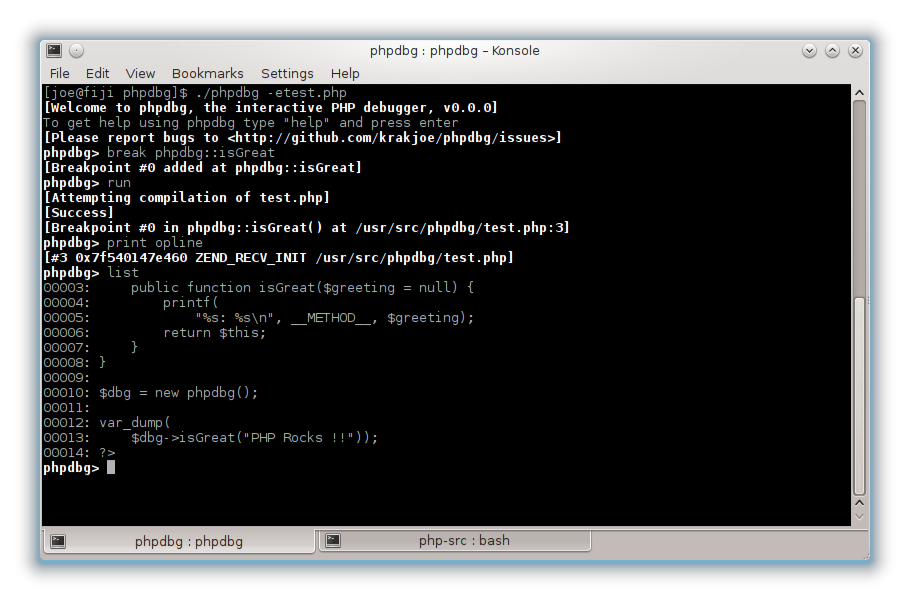 phpdbg : phpdbg – Konsole
File Edit View Bookmarks Settings Help
[joe@fiji phpdbg]$ ./phpdbg -etest.php
[Welcome to phpdbg, the interactive PHP debugger, v0.0.0]
To get help using phpdbg type "help" and press enter
[Please report bugs to <http://github.com/krakjoe/phpdbg/issues>]
phpdbg> break phpdbg::isGreat
[Breakpoint #0 added at phpdbg::isGreat]
phpdbg> run
[Attempting compilation of test.php]
[Success]
[Breakpoint #0 in phpdbg::isGreat() at /usr/src/phpdbg/test.php:3]
phpdbg> print opline
[#3 0x7f540147e460 ZEND_RECV_INIT /usr/src/phpdbg/test.php]
phpdbg> list
00003:     public function isGreat($greeting = null) {
00004:         printf(
00005:             "%s: %s\n", __METHOD__, $greeting);
00006:         return $this;
00007:     }
00008: }
00009:
00010: $dbg = new phpdbg();
00011:
00012: var_dump(
00013:     $dbg->isGreat("PHP Rocks !!"));
00014: ?>
phpdbg>
phpdbg : phpdbg
php-src : bash